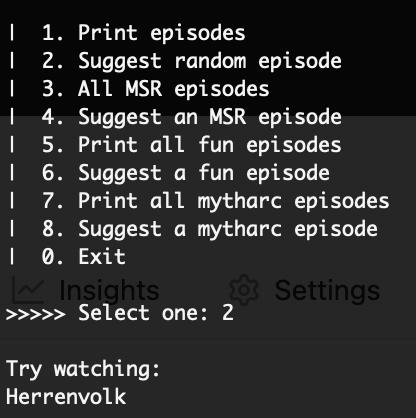 |  1. Print episodes
|  2. Suggest random episode
|  3. All MSR episodes
|  4. Suggest an MSR episode
|  5. Print all fun episodes
|  6. Suggest a fun episode
|  7. Print all mytharc episodes
|  8. Suggest a mytharc episode
|  0. Exit
Insights Settings
>>>>> Select one: 2
Try watching:
Herrenvolk